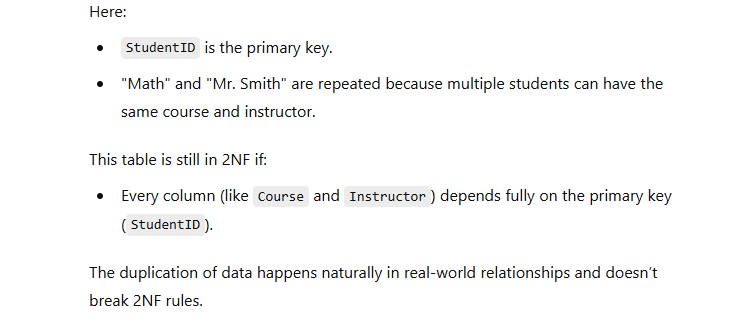 Here:
• StudentID is the primary key.
• "Math" and "Mr. Smith" are repeated because multiple students can have the
same course and instructor.
This table is still in 2NF if:
• Every column (like Course and Instructor) depends fully on the primary key
(StudentID).
The duplication of data happens naturally in real-world relationships and doesn’t
break 2NF rules.